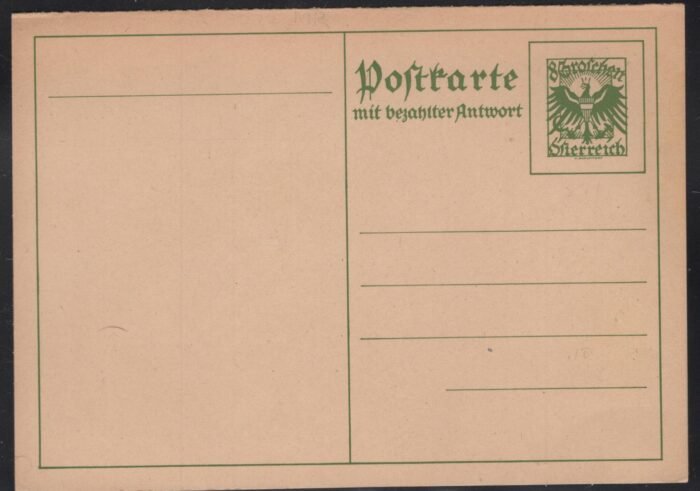 Postkarte
mit bezahlter Antwort
8 Groschen
Österreich